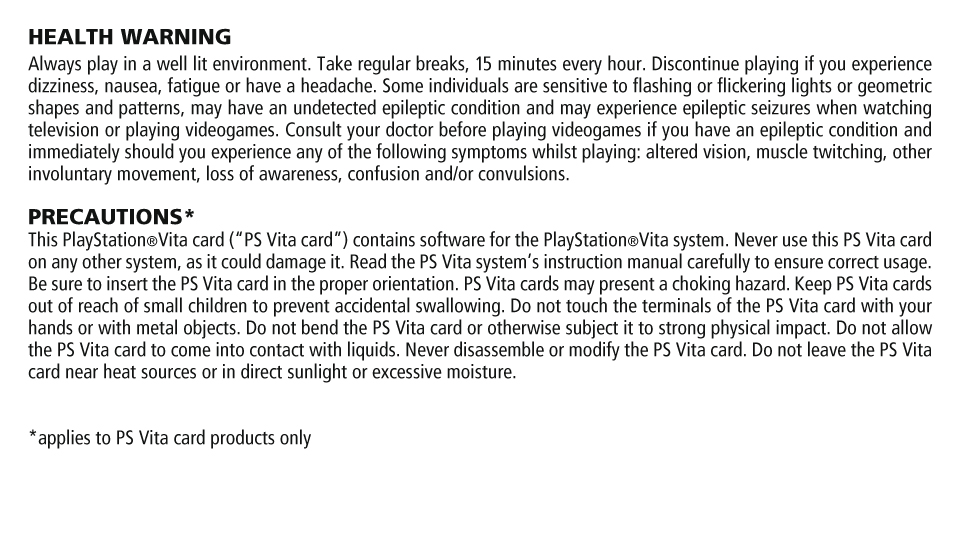 HEALTH WARNING
Always play in a well lit environment. Take regular breaks, 15 minutes every hour. Discontinue playing if you experience
dizziness, nausea, fatigue or have a headache. Some individuals are sensitive to flashing or flickering lights or geometric
shapes and patterns, may have an undetected epileptic condition and may experience epileptic seizures when watching
television or playing videogames. Consult your doctor before playing videogames if you have an epileptic condition and
immediately should you experience any of the following symptoms whilst playing: altered vision, muscle twitching, other
involuntary movement, loss of awareness, confusion and/or convulsions.
PRECAUTIONS*
This PlayStation®Vita card (“PS Vita card”) contains software for the PlayStation®Vita system. Never use this PS Vita card
on any other system, as it could damage it. Read the PS Vita system’s instruction manual carefully to ensure correct usage.
Be sure to insert the PS Vita card in the proper orientation. PS Vita cards may present a choking hazard. Keep PS Vita cards
out of reach of small children to prevent accidental swallowing. Do not touch the terminals of the PS Vita card with your
hands or with metal objects. Do not bend the PS Vita card or otherwise subject it to strong physical impact. Do not allow
the PS Vita card to come into contact with liquids. Never disassemble or modify the PS Vita card. Do not leave the PS Vita
card near heat sources or in direct sunlight or excessive moisture.
*applies to PS Vita card products only